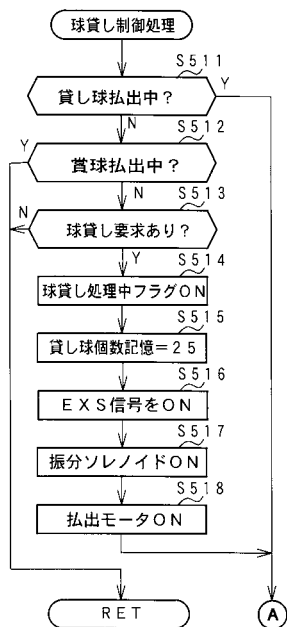 球貸し制御処理
S511
貸し球払出中？
Y
N
S512
Y
賞球払出中？
N
S513
N
球貸し要求あり？
Y
S514
球貸し処理中フラグON
S515
貸し球個数記憶＝25
S516
EXS信号をON
S517
振分ソレノイドON
S518
払出モータON
RET
A